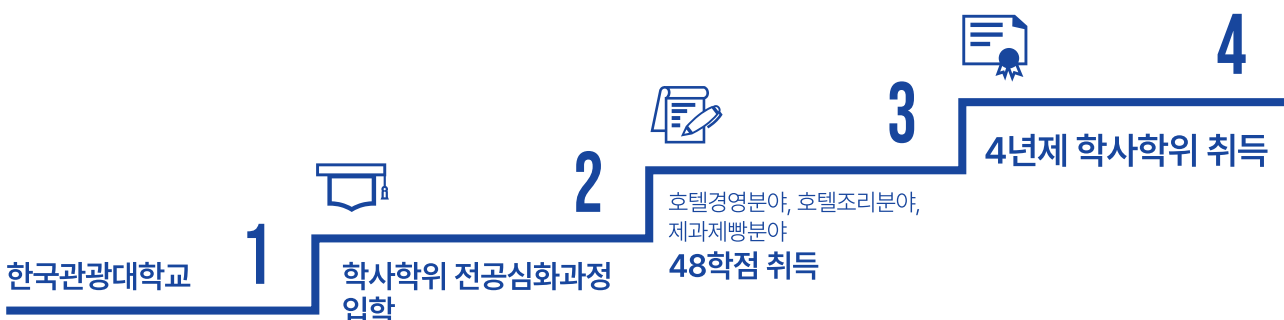 1
한국관광대학교
2
학사학위 전공심화과정
입학
3
호텔경영분야, 호텔조리분야,
제과제빵분야
48학점 취득
4
4년제 학사학위 취득